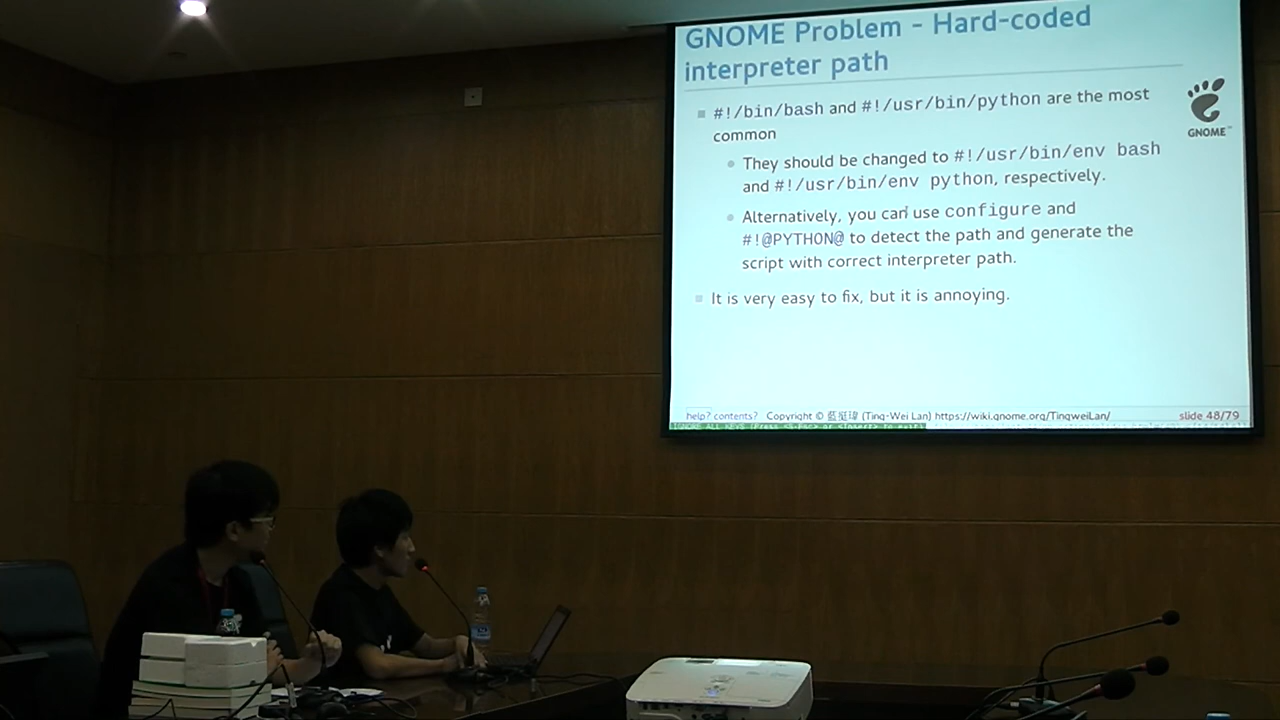 GNOME Problem - Hard-coded
interpreter path
#!/bin/bash and #!/usr/bin/python are the most
common
They should be changed to #!/usr/bin/env bash
and #!/usr/bin/env python, respectively.
Alternatively, you can use configure and
#!@PYTHON@ to detect the path and generate the
script with correct interpreter path.
It is very easy to fix, but it is annoying.
GNOME™
help? contents? Copyright © 藍挺瑋 (Ting-Wei Lan) https://wiki.gnome.org/TingweiLan/ slide 48/79